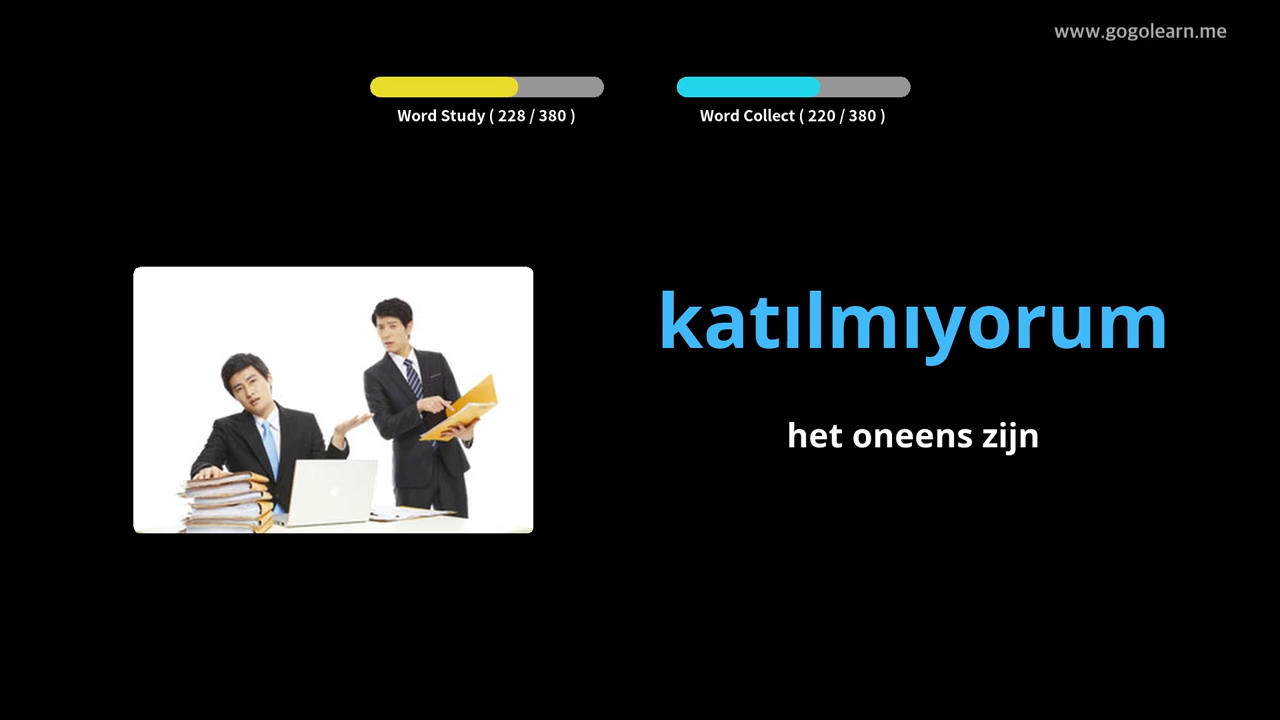 www.gogolearn.me
Word Study ( 228 / 380 )
Word Collect ( 220 / 380 )
katılmıyorum
het oneens zijn